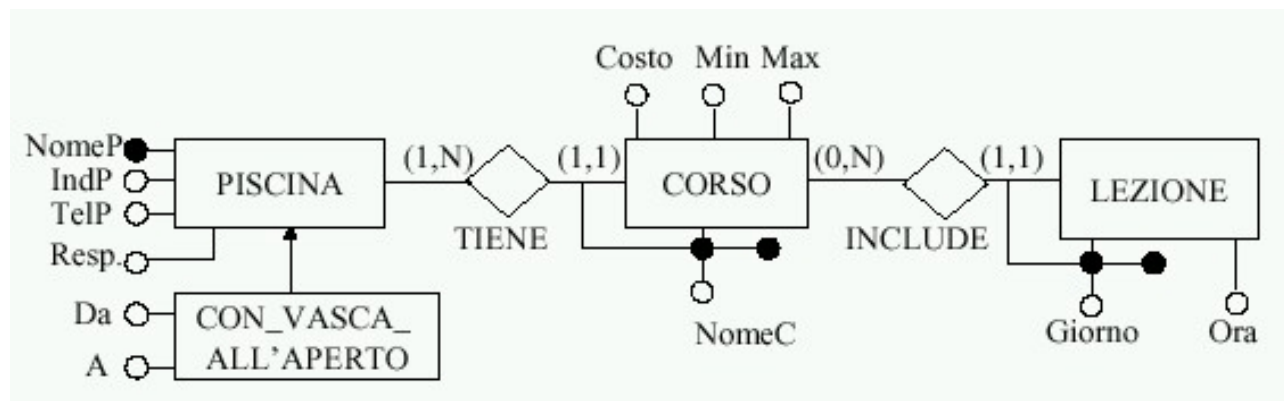 Costo Min Max
NomeP
IndP
TelP
Resp.
PISCINA
(1,N)
TIENE
(1,1)
CORSO
(0,N)
INCLUDE
(1,1)
LEZIONE
NomeC
Giorno
Ora
Da
A
CON_VASCA_
ALL'APERTO